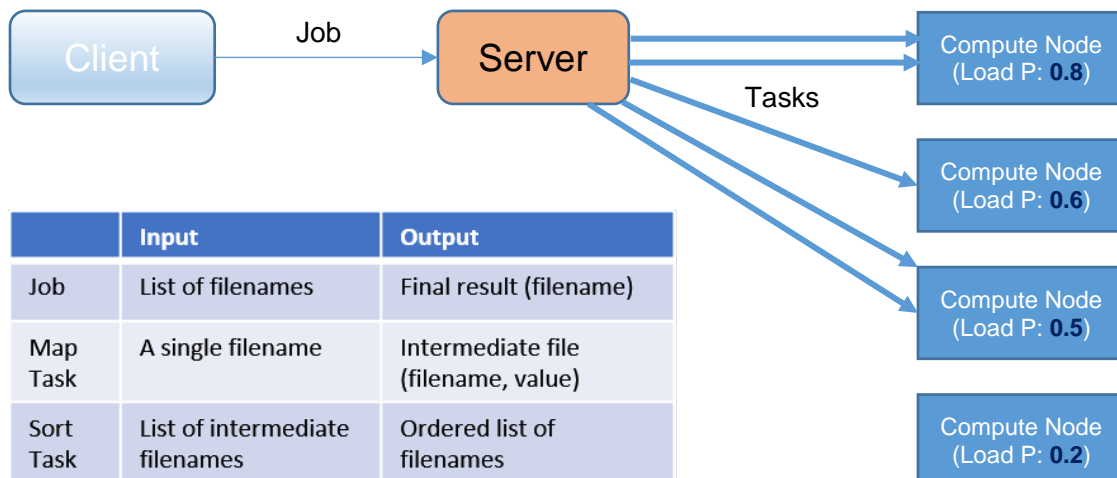 Client
Job
Server
Tasks
Compute Node
(Load P: 0.8)
Compute Node
(Load P: 0.6)
Compute Node
(Load P: 0.5)
Compute Node
(Load P: 0.2)
Input Output
Job List of filenames Final result (filename)
Map A single filename Intermediate file
Task (filename, value)
Sort List of intermediate Ordered list of
Task filenames filenames